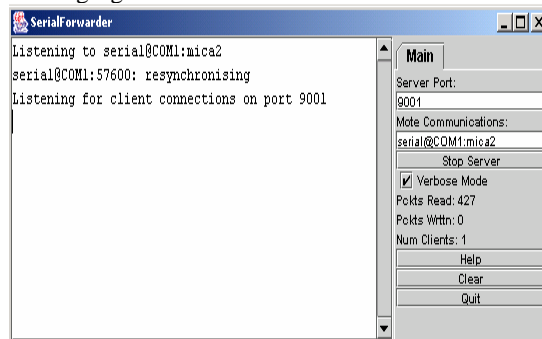 SerialForwarder
Listening to serial@COM1:mica2
serial@COM1:57600: resynchronising
Listening for client connections on port 9001
Main
Server Port:
9001
Mote Communications:
serial@COM1:mica2
Stop Server
Verbose Mode
Pckts Read: 427
Pckts Wrttn: 0
Num Clients: 1
Help
Clear
Quit